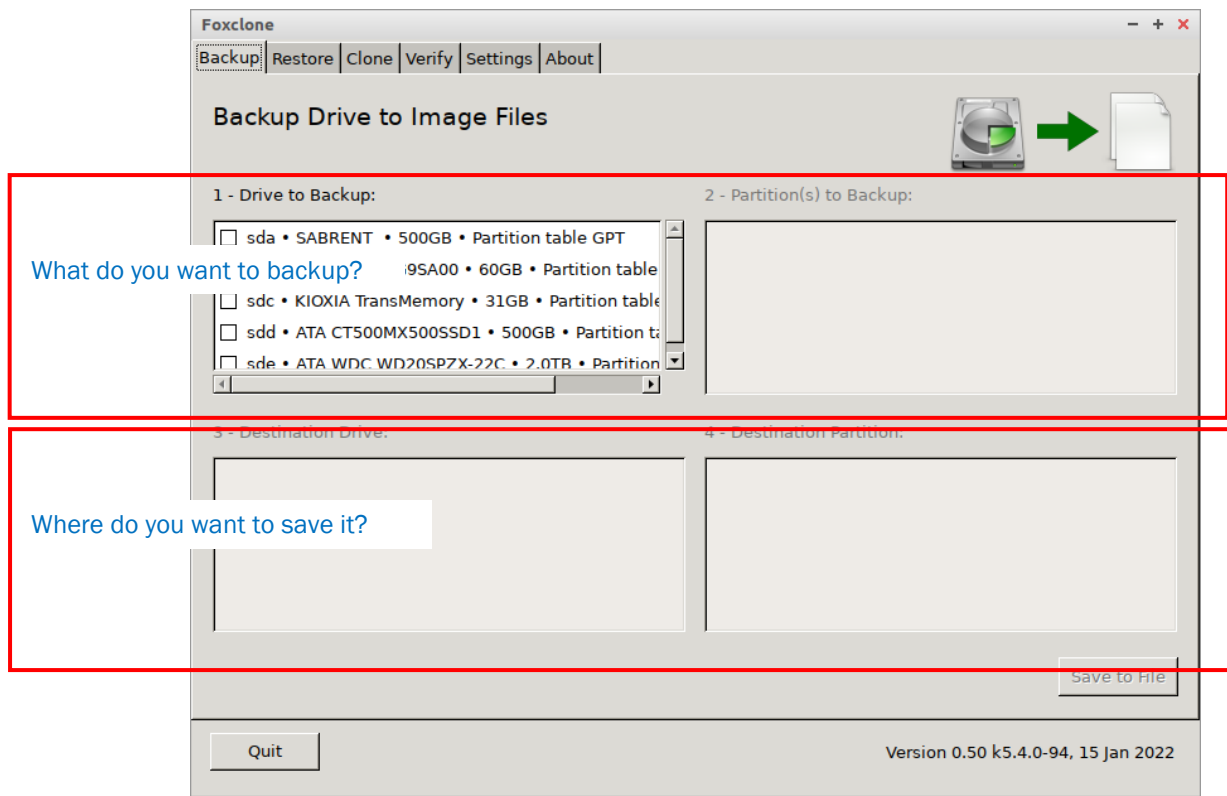 Foxclone
Backup Restore Clone Verify Settings About
Backup Drive to Image Files
1 - Drive to Backup:
2 - Partition(s) to Backup:
sda • SABRENT • 500GB • Partition table GPT
What do you want to backup?
• 60GB • Partition table
sdc • KIOXIA TransMemory • 31GB • Partition table
sdd • ATA CT500MX500SSD1 • 500GB • Partition
sde • ATA WDC WD20SPZX-22C • 2.0TB • Partition
3 - Destination Drive:
4 - Destination Partition:
Where do you want to save it?
Save to File
Quit
Version 0.50 k5.4.0-94, 15 Jan 2022